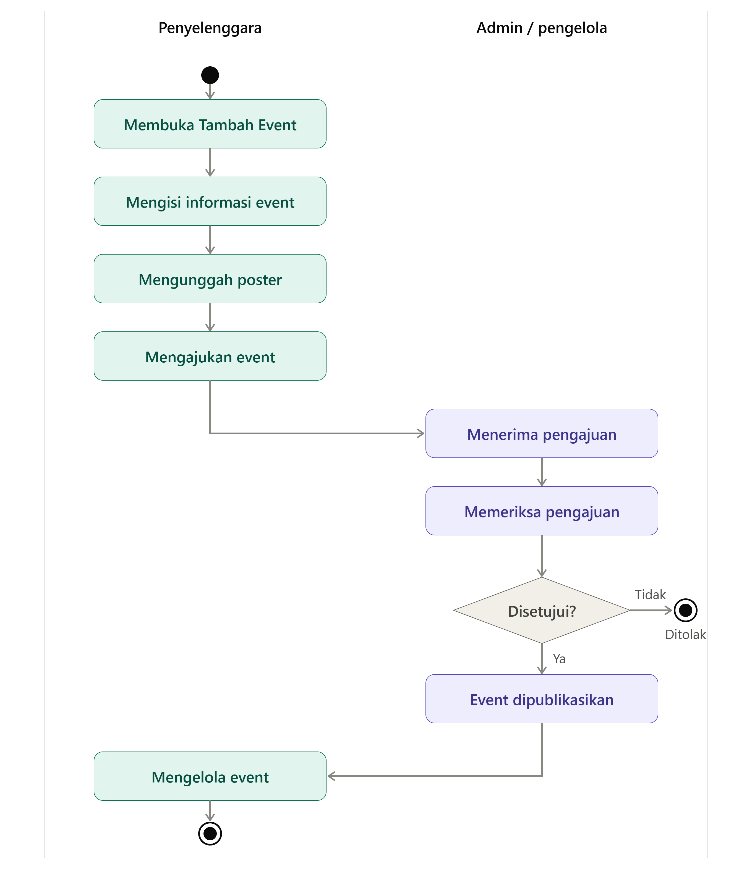 Penyelenggara
Admin / pengelola
Membuka Tambah Event
Mengisi informasi event
Mengunggah poster
Mengajukan event
Menerima pengajuan
Memeriksa pengajuan
Disetujui?
Tidak
Ditolak
Ya
Event dipublikasikan
Mengelola event